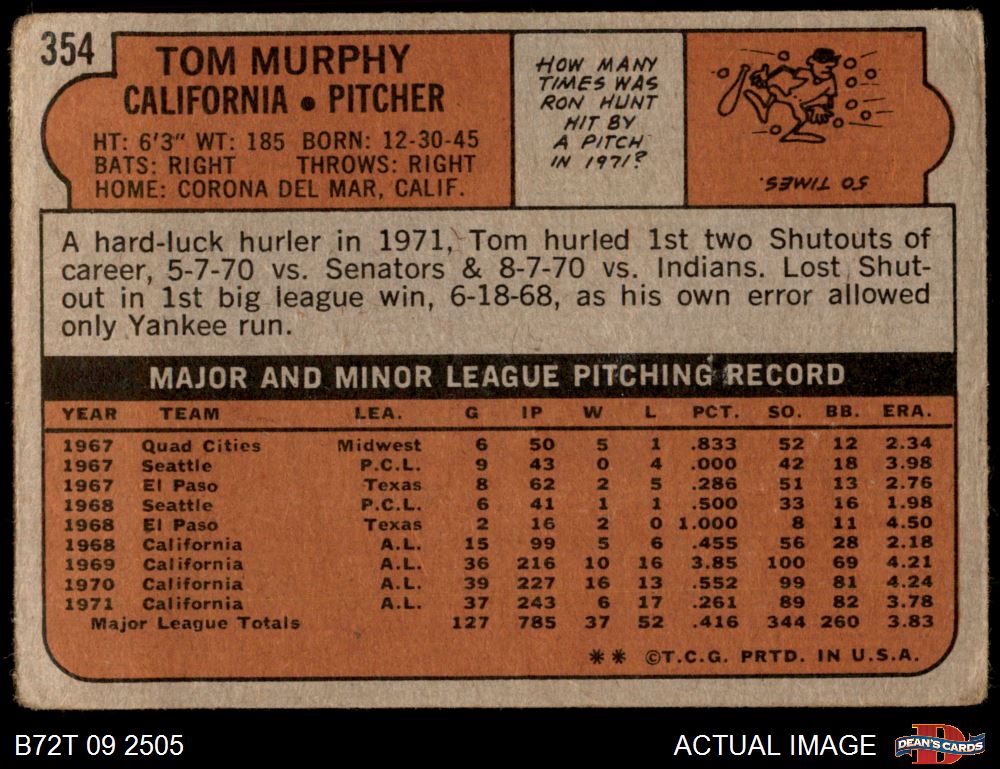 354
TOM MURPHY
CALIFORNIA • PITCHER
HT: 6'3" WT: 185 BORN: 12-30-45
BATS: RIGHT THROWS: RIGHT
HOME: CORONA DEL MAR, CALIF.
HOW MANY
TIMES WAS
RON HUNT
HIT BY
A PITCH
IN 1971?
50 TIMES.
A hard-luck hurler in 1971, Tom hurled 1st two Shutouts of
career, 5-7-70 vs. Senators & 8-7-70 vs. Indians. Lost Shut-
out in 1st big league win, 6-18-68, as his own error allowed
only Yankee run.
MAJOR AND MINOR LEAGUE PITCHING RECORD
YEAR TEAM LEA. G IP W L PCT. SO. BB. ERA.
1967 Quad Cities Midwest 6 50 5 1 .833 52 12 2.34
1967 Seattle P.C.L. 9 43 0 4 .000 42 18 3.98
1967 El Paso Texas 8 62 2 5 .286 51 13 2.76
1968 Seattle P.C.L. 6 41 1 1 .500 33 16 1.98
1968 El Paso Texas 2 16 2 0 1.000 8 11 4.50
1968 California A.L. 15 99 5 6 .455 56 28 2.18
1969 California A.L. 36 216 10 16 3.85 100 69 4.21
1970 California A.L. 39 227 16 13 .552 99 81 4.24
1971 California A.L. 37 243 6 17 .261 89 82 3.78
Major League Totals 127 785 37 52 .416 344 260 3.83
** ©T.C.G. PRTD. IN U.S.A.
B72T 09 2505
ACTUAL IMAGE
D
DEAN'S CARDS